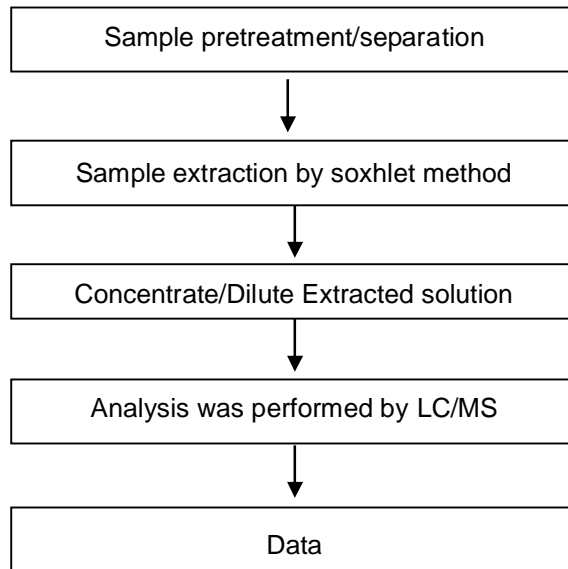 Sample pretreatment/separation
Sample extraction by soxhlet method
Concentrate/Dilute Extracted solution
Analysis was performed by LC/MS
Data